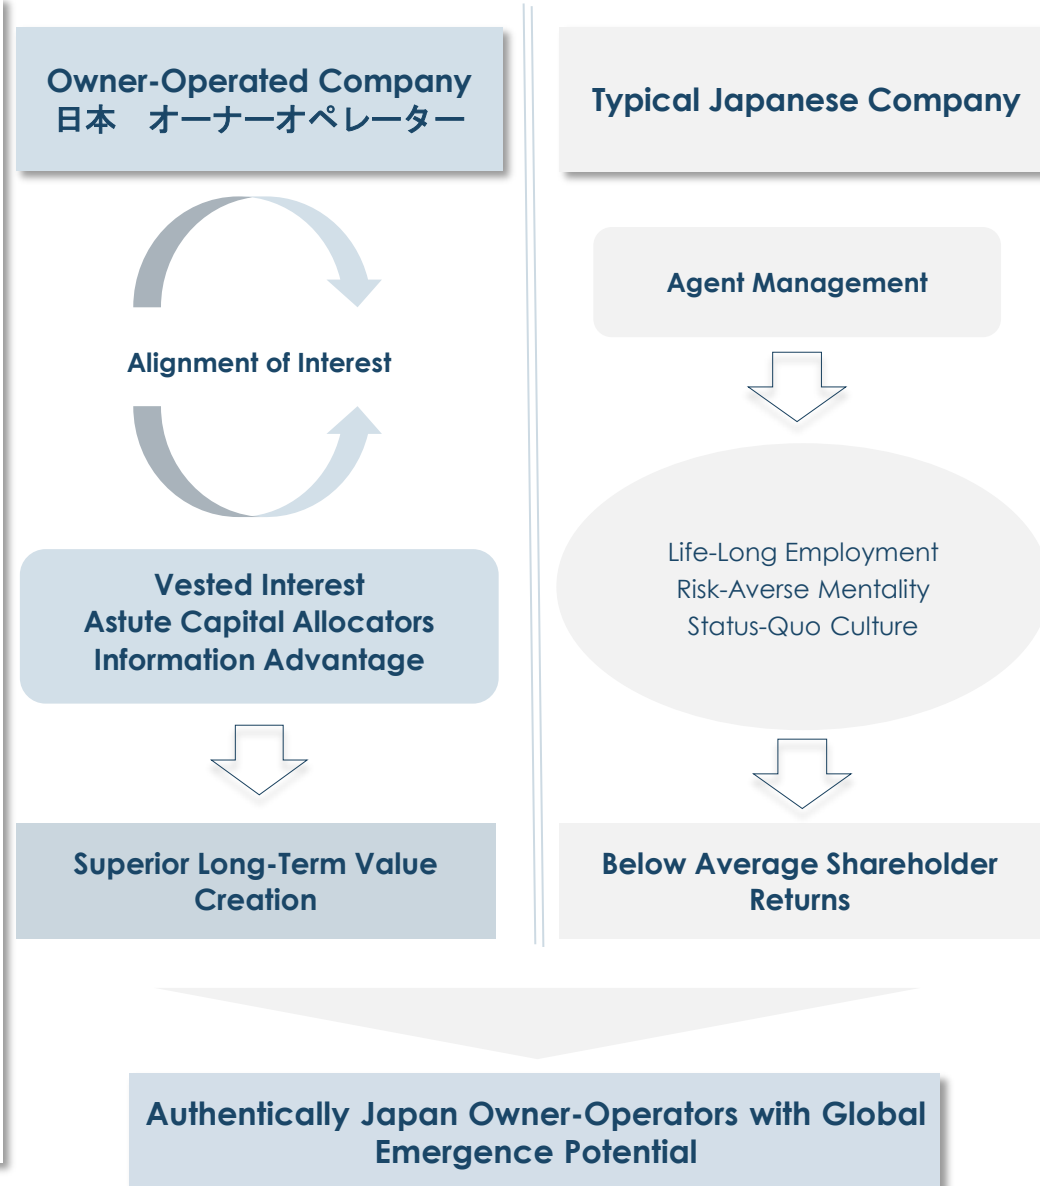 Owner-Operated Company
日本　オーナーオペレーター
Alignment of Interest
Vested Interest
Astute Capital Allocators
Information Advantage
Superior Long-Term Value
Creation
Typical Japanese Company
Agent Management
Life-Long Employment
Risk-Averse Mentality
Status-Quo Culture
Below Average Shareholder
Returns
Authentically Japan Owner-Operators with Global
Emergence Potential